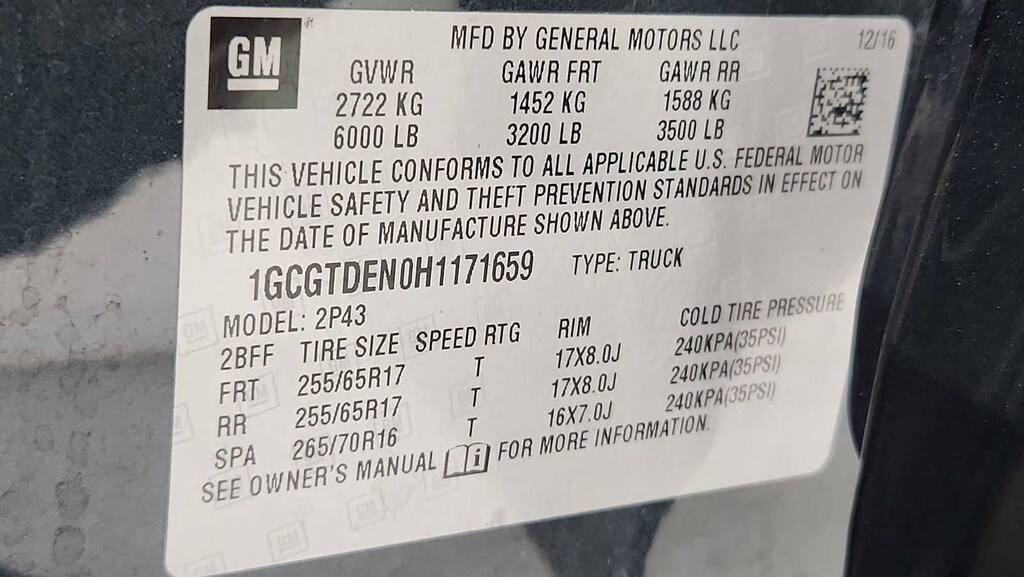 GM
MFD BY GENERAL MOTORS LLC 12/16
GVWR GAWR FRT GAWR RR
2722 KG 1452 KG 1588 KG
6000 LB 3200 LB 3500 LB
THIS VEHICLE CONFORMS TO ALL APPLICABLE U.S. FEDERAL MOTOR
VEHICLE SAFETY AND THEFT PREVENTION STANDARDS IN EFFECT ON
THE DATE OF MANUFACTURE SHOWN ABOVE.
1GCGTDEN0H1171659 TYPE: TRUCK
MODEL: 2P43
2BFF TIRE SIZE SPEED RTG RIM COLD TIRE PRESSURE
FRT 255/65R17 T 17X8.0J 240KPA(35PSI)
RR 255/65R17 T 17X8.0J 240KPA(35PSI)
SPA 265/70R16 T 16X7.0J 240KPA(35PSI)
SEE OWNER'S MANUAL i FOR MORE INFORMATION.